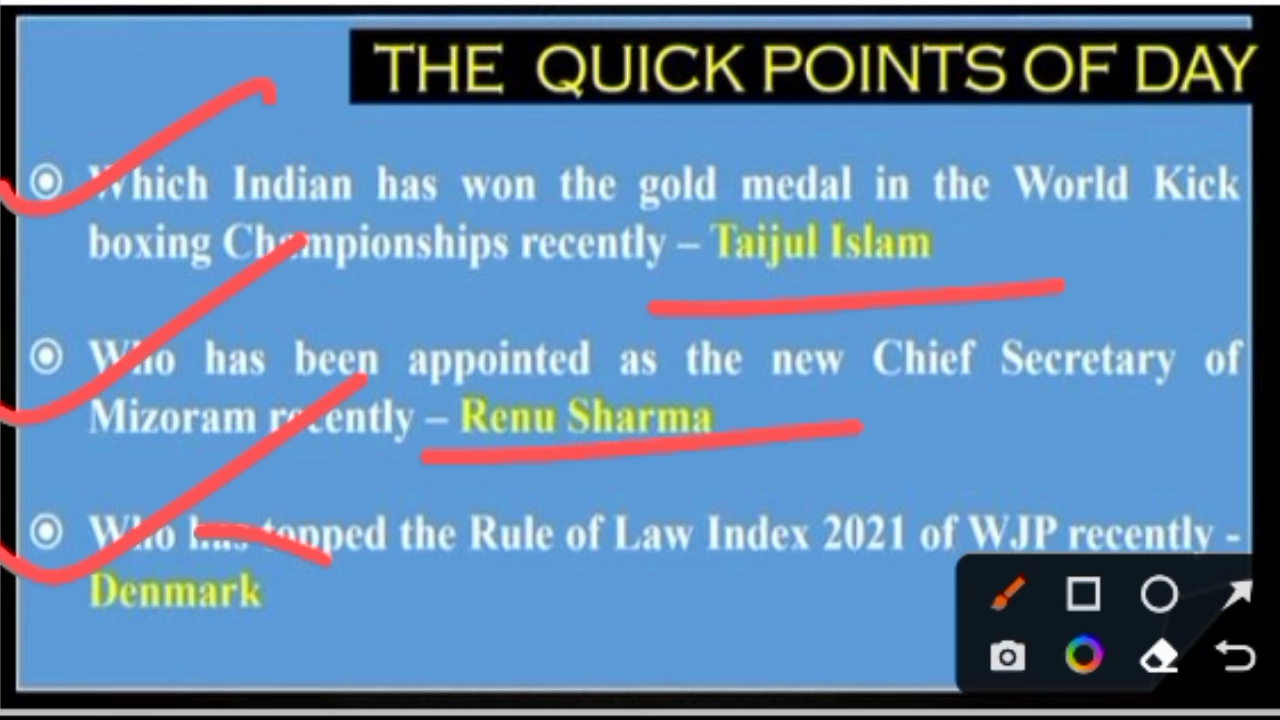 THE QUICK POINTS OF DAY
Which Indian has won the gold medal in the World Kick
boxing Championships recently – Taijul Islam
Who has been appointed as the new Chief Secretary of
Mizoram recently – Renu Sharma
Who has topped the Rule of Law Index 2021 of WJP recently -
Denmark